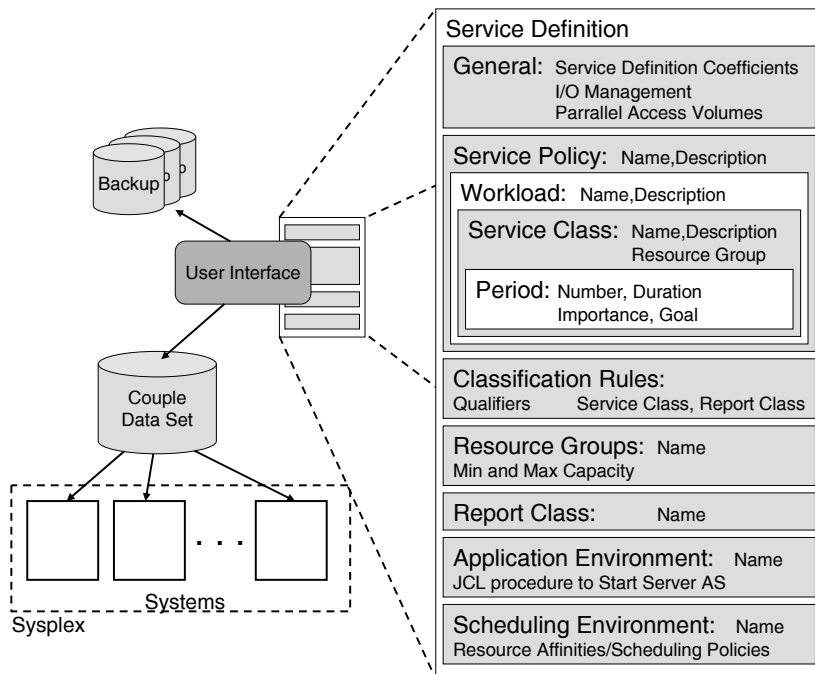 Service Definition
General: Service Definition Coefficients
I/O Management
Parrallel Access Volumes
Service Policy: Name,Description
Workload: Name,Description
Service Class: Name,Description
Resource Group
Period: Number, Duration
Importance, Goal
Classification Rules:
Qualifiers Service Class, Report Class
Resource Groups: Name
Min and Max Capacity
Report Class: Name
Application Environment: Name
JCL procedure to Start Server AS
Scheduling Environment: Name
Resource Affinities/Scheduling Policies
Backup
User Interface
Couple
Data Set
. . .
Systems
Sysplex